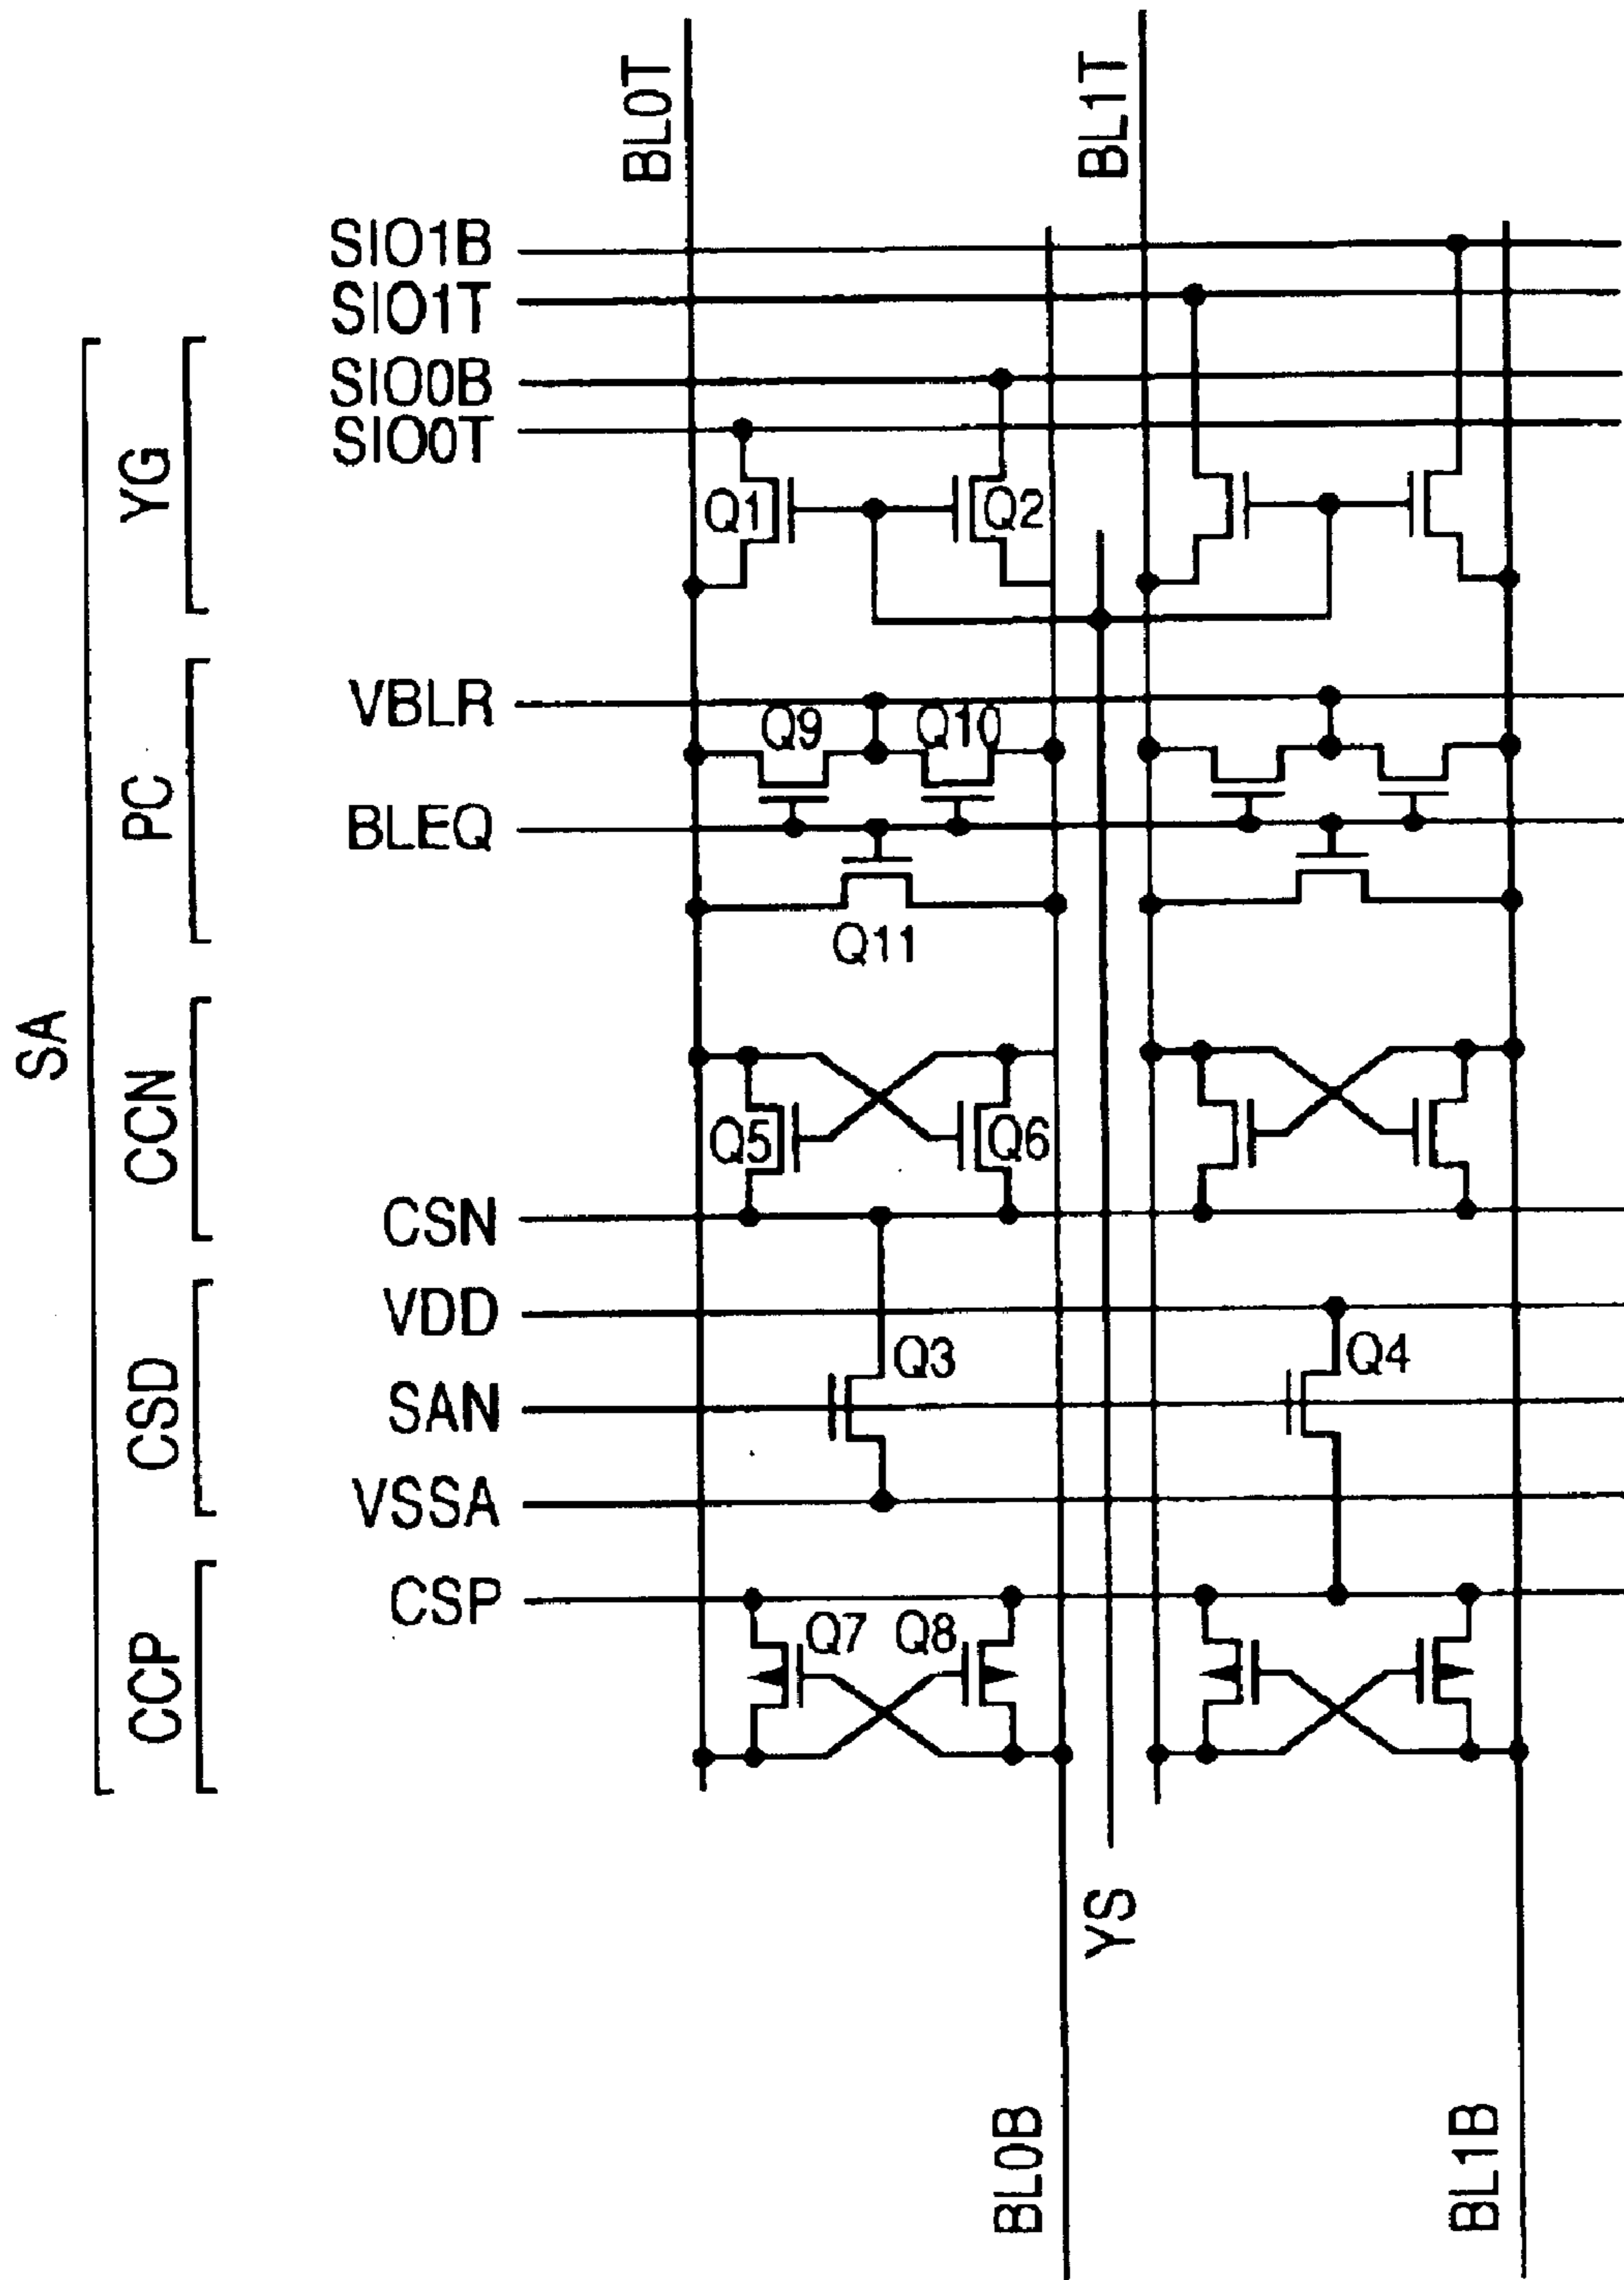 BL0T
BL1T
SIO1B
SIO1T
SIO0B
SIO0T
YG
Q1
Q2
VBLR
Q9
Q10
PC
BLEQ
Q11
SA
CCN
Q5
Q6
CSN
VDD
Q3
Q4
CSD
SAN
VSSA
CSP
CCP
Q7
Q8
YS
BL0B
BL1B